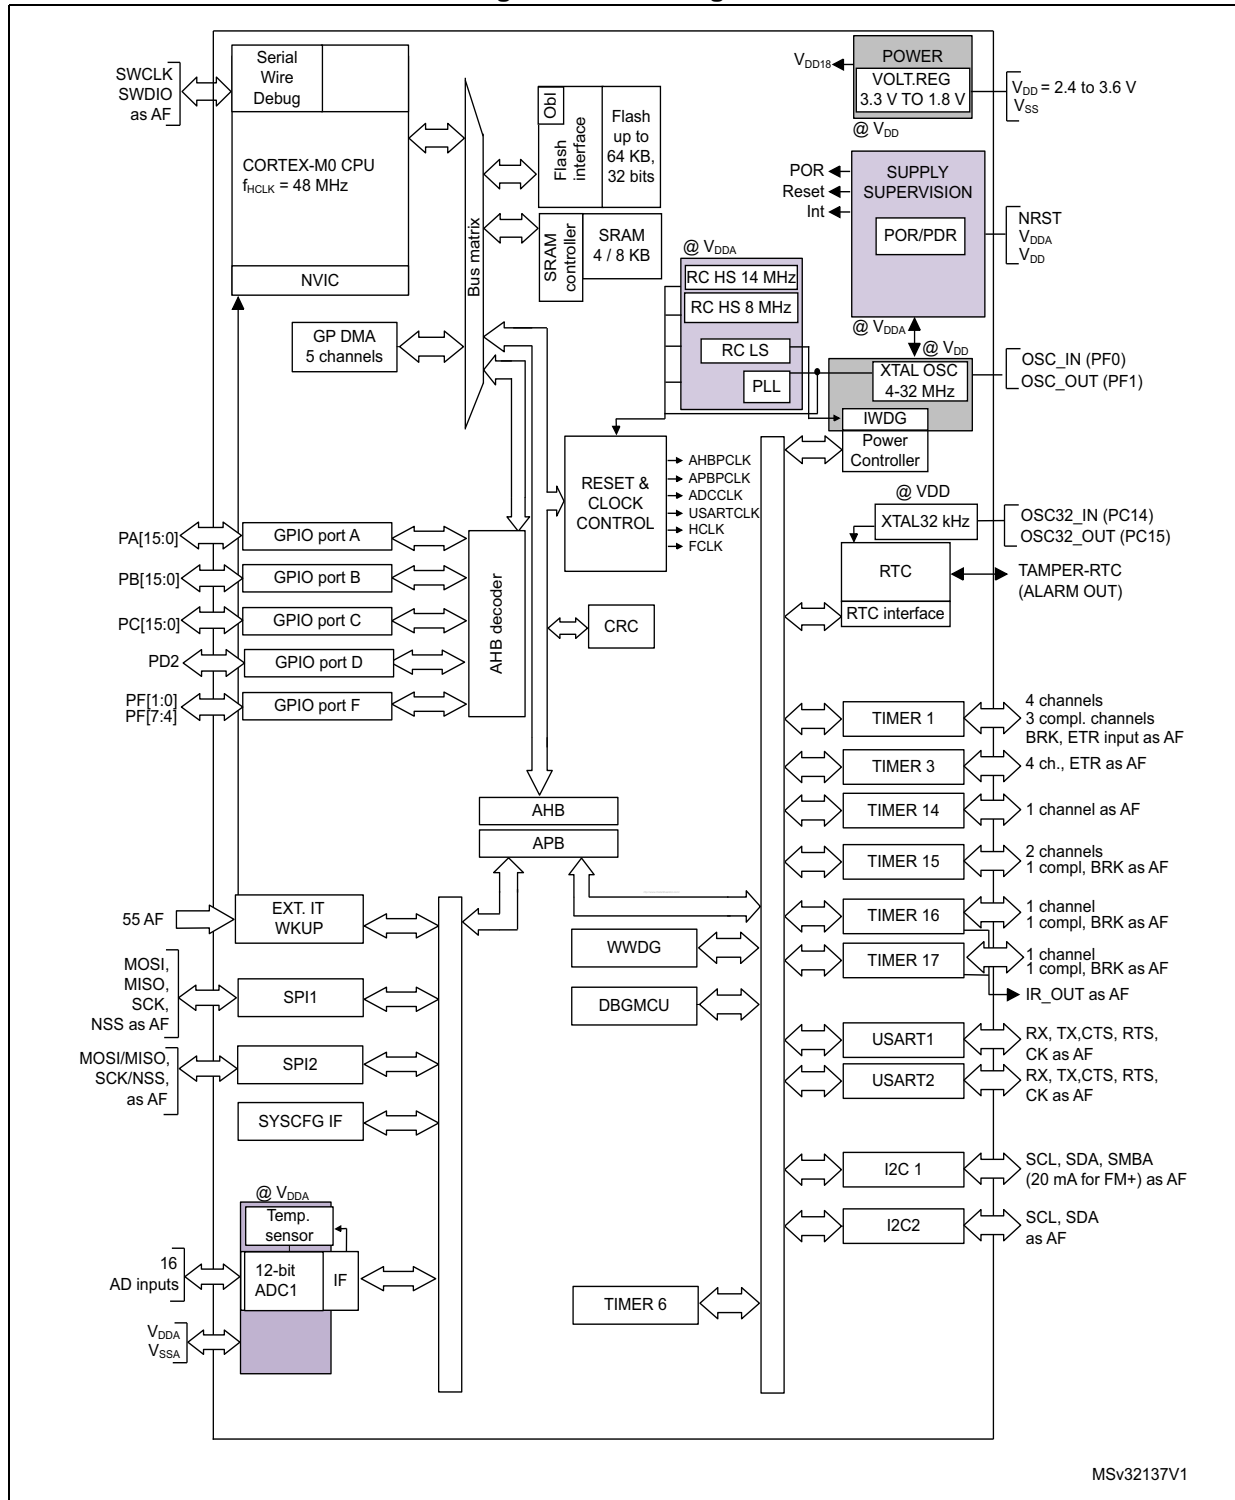 SWCLK
SWDIO
as AF
Serial
Wire
Debug
CORTEX-M0 CPU
fHCLK = 48 MHz
NVIC
Bus matrix
Obl
Flash
interface
Flash
up to
64 KB,
32 bits
SRAM
controller
SRAM
4 / 8 KB
GP DMA
5 channels
POWER
VDD18
VOLT.REG
3.3 V TO 1.8 V
@ VDD
VDD = 2.4 to 3.6 V
VSS
POR
Reset
Int
SUPPLY
SUPERVISION
POR/PDR
NRST
VDDA
VDD
@ VDDA
RC HS 14 MHz
RC HS 8 MHz
RC LS
PLL
@ VDDA
@ VDD
XTAL OSC
4-32 MHz
OSC_IN (PF0)
OSC_OUT (PF1)
IWDG
Power
Controller
RESET &
CLOCK
CONTROL
AHBPCLK
APBPCLK
ADCCLK
USARTCLK
HCLK
FCLK
@ VDD
XTAL32 kHz
OSC32_IN (PC14)
OSC32_OUT (PC15)
RTC
TAMPER-RTC
(ALARM OUT)
RTC interface
PA[15:0]
GPIO port A
PB[15:0]
GPIO port B
PC[15:0]
GPIO port C
PD2
GPIO port D
PF[1:0]
PF[7:4]
GPIO port F
AHB decoder
CRC
AHB
APB
TIMER 1
4 channels
3 compl. channels
BRK, ETR input as AF
TIMER 3
4 ch., ETR as AF
TIMER 14
1 channel as AF
TIMER 15
2 channels
1 compl, BRK as AF
TIMER 16
1 channel
1 compl, BRK as AF
TIMER 17
1 channel
1 compl, BRK as AF
IR_OUT as AF
55 AF
EXT. IT
WKUP
WWDG
DBGMCU
MOSI,
MISO,
SCK,
NSS as AF
SPI1
MOSI/MISO,
SCK/NSS,
as AF
SPI2
SYSCFG IF
USART1
RX, TX,CTS, RTS,
CK as AF
USART2
RX, TX,CTS, RTS,
CK as AF
I2C 1
SCL, SDA, SMBA
(20 mA for FM+) as AF
I2C2
SCL, SDA
as AF
@ VDDA
Temp.
sensor
16
AD inputs
12-bit
ADC1
IF
VDDA
VSSA
TIMER 6
MSv32137V1